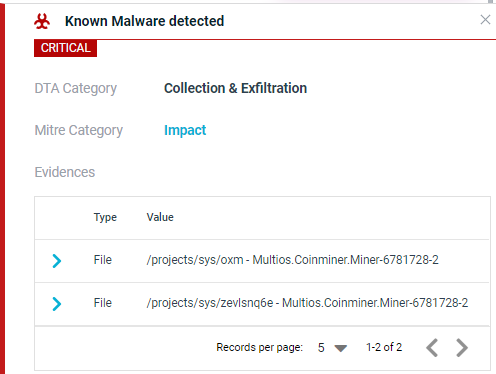 Known Malware detected
CRITICAL
DTA Category Collection & Exfiltration
Mitre Category Impact
Evidences
Type Value
File /projects/sys/oxm - Multios.Coinminer.Miner-6781728-2
File /projects/sys/zevlsnq6e - Multios.Coinminer.Miner-6781728-2
Records per page: 5 1-2 of 2